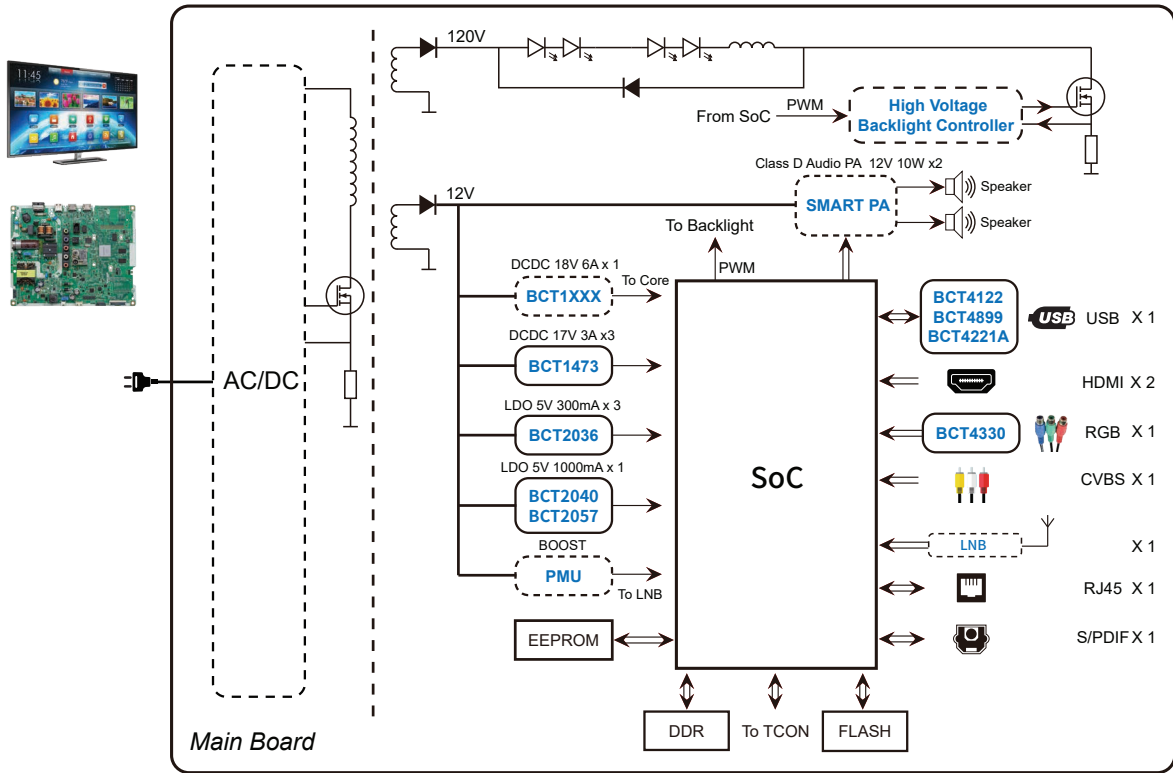 11:45
120V
From SoC
PWM
High Voltage
Backlight Controller
Class D Audio PA 12V 10W x2
12V
SMART PA
Speaker
Speaker
To Backlight
PWM
DCDC 18V 6A x 1
BCT1XXX
To Core
DCDC 17V 3A x3
BCT1473
LDO 5V 300mA x 3
BCT2036
LDO 5V 1000mA x 1
BCT2040
BCT2057
BOOST
PMU
To LNB
EEPROM
AC/DC
SoC
BCT4122
BCT4899
BCT4221A
USB
USB X 1
HDMI X 2
BCT4330
RGB X 1
CVBS X 1
LNB
X 1
RJ45 X 1
S/PDIF X 1
DDR
To TCON
FLASH
Main Board